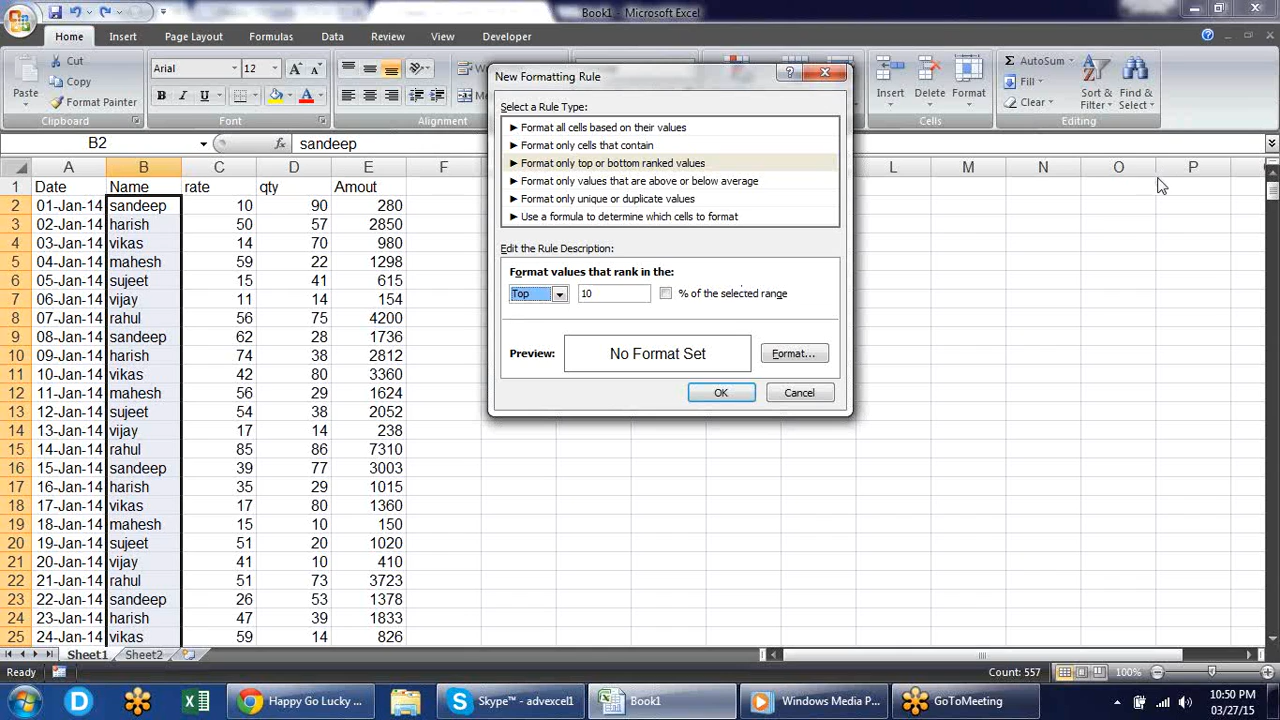 Book1 - Microsoft Excel
Home Insert Page Layout Formulas Data Review View Developer
Paste
Cut
Copy
Format Painter
Clipboard
Arial 12
B I U
Font
Alignment
Insert Delete Format
Cells
AutoSum
Fill
Clear
Sort & Filter
Find & Select
Editing
B2 fx sandeep
A B C D E F L M N O P
1 Date Name rate qty Amout
2 01-Jan-14 sandeep 10 90 280
3 02-Jan-14 harish 50 57 2850
4 03-Jan-14 vikas 14 70 980
5 04-Jan-14 mahesh 59 22 1298
6 05-Jan-14 sujeet 15 41 615
7 06-Jan-14 vijay 11 14 154
8 07-Jan-14 rahul 56 75 4200
9 08-Jan-14 sandeep 62 28 1736
10 09-Jan-14 harish 74 38 2812
11 10-Jan-14 vikas 42 80 3360
12 11-Jan-14 mahesh 56 29 1624
13 12-Jan-14 sujeet 54 38 2052
14 13-Jan-14 vijay 17 14 238
15 14-Jan-14 rahul 85 86 7310
16 15-Jan-14 sandeep 39 77 3003
17 16-Jan-14 harish 35 29 1015
18 17-Jan-14 vikas 17 80 1360
19 18-Jan-14 mahesh 15 10 150
20 19-Jan-14 sujeet 51 20 1020
21 20-Jan-14 vijay 41 10 410
22 21-Jan-14 rahul 51 73 3723
23 22-Jan-14 sandeep 26 53 1378
24 23-Jan-14 harish 47 39 1833
25 24-Jan-14 vikas 59 14 826
New Formatting Rule
Select a Rule Type:
► Format all cells based on their values
► Format only cells that contain
► Format only top or bottom ranked values
► Format only values that are above or below average
► Format only unique or duplicate values
► Use a formula to determine which cells to format
Edit the Rule Description:
Format values that rank in the:
Top 10 % of the selected range
Preview: No Format Set Format...
OK Cancel
Sheet1 Sheet2
Ready Count: 557 100%
Happy Go Lucky ... Skype™ - advexcel1 ... Book1 Windows Media P... GoToMeeting
10:50 PM
03/27/15